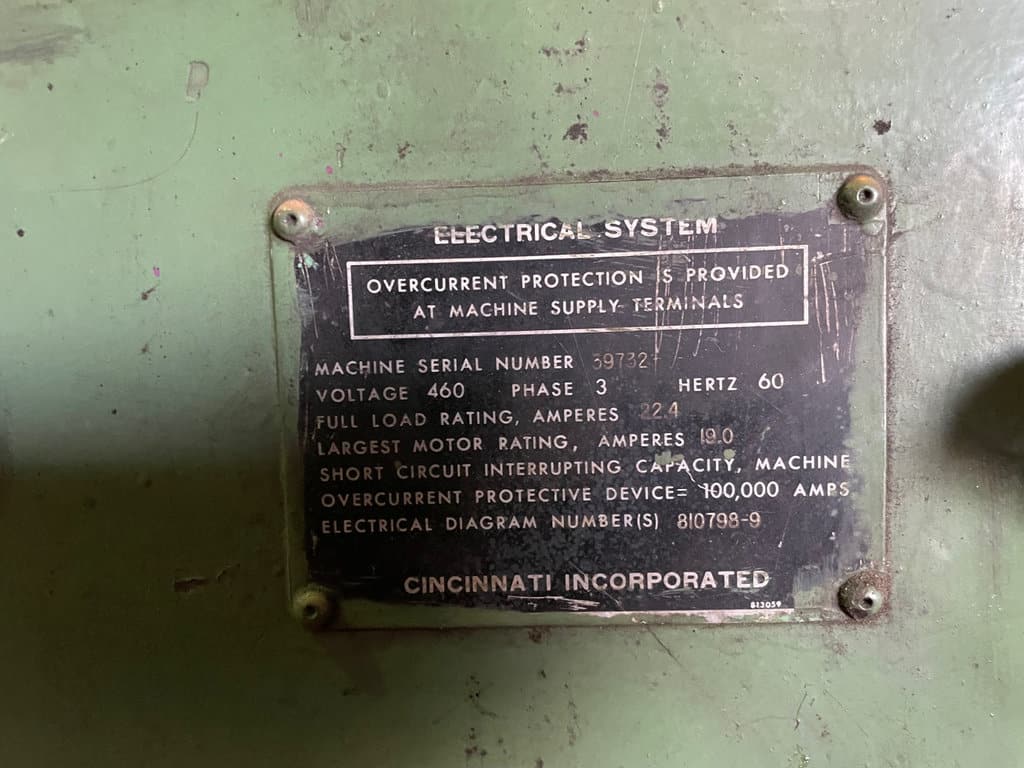 ELECTRICAL SYSTEM
OVERCURRENT PROTECTION IS PROVIDED
AT MACHINE SUPPLY TERMINALS
MACHINE SERIAL NUMBER 39732
VOLTAGE 460 PHASE 3 HERTZ 60
FULL LOAD RATING, AMPERES 22.4
LARGEST MOTOR RATING, AMPERES 19.0
SHORT CIRCUIT INTERRUPTING CAPACITY, MACHINE
OVERCURRENT PROTECTIVE DEVICE= 100,000 AMPS
ELECTRICAL DIAGRAM NUMBER(S) 810798-9
CINCINNATI INCORPORATED
813059